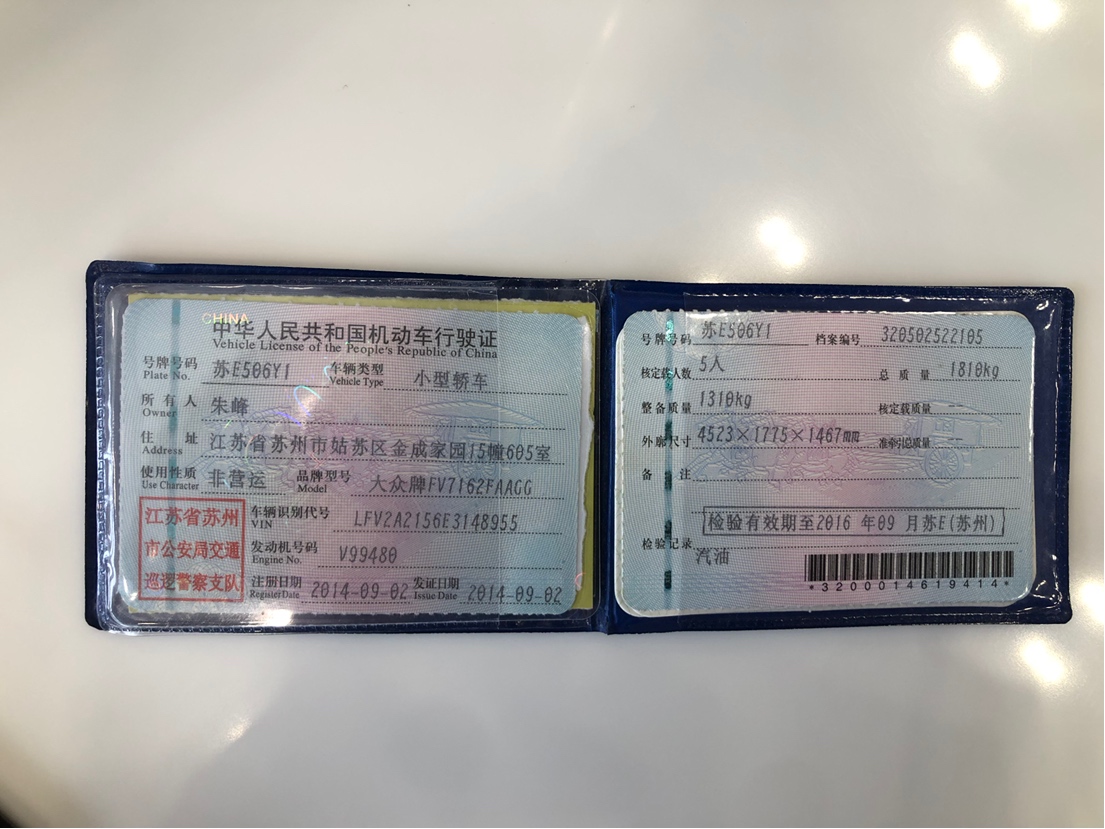 CHINA
中华人民共和国机动车行驶证
Vehicle License of the People's Republic of China
号牌号码 苏E506Y1 车辆类型 小型轿车
Plate No. Vehicle Type
所有人 朱峰
Owner
住址 江苏省苏州市姑苏区金成家园15幢605室
Address
使用性质 非营运 品牌型号 大众牌FV7162FAAGG
Use Character Model
江苏省苏州
市公安局交通
巡逻警察支队
车辆识别代号 LFV2A2156E3148955
VIN
发动机号码 V99480
Engine No.
注册日期 2014-09-02 发证日期 2014-09-02
Register Date Issue Date
号牌号码 苏E506Y1 档案编号 320502522105
核定载人数 5人 总质量 1810kg
整备质量 1310kg 核定载质量
外廓尺寸 4523×1775×1467mm 准牵引总质量
备注
检验有效期至2016 年09 月苏E(苏州)
检验记录
汽油
*3200014619414*